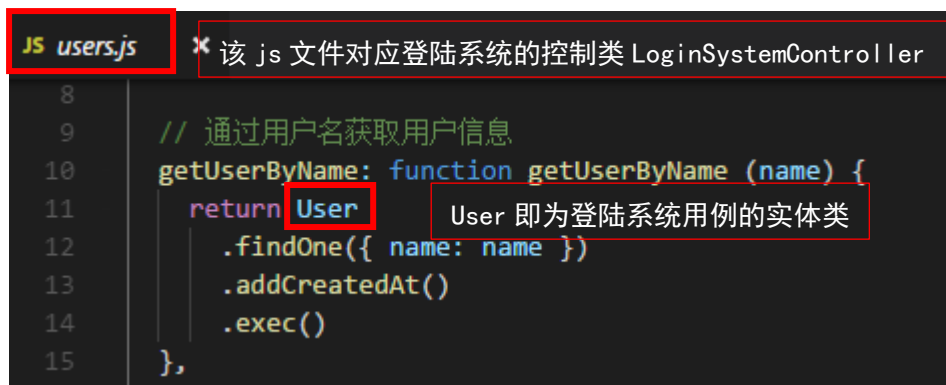 JS users.js × 该 js 文件对应登陆系统的控制类 LoginSystemController
8
9 // 通过用户名获取用户信息
10 getUserByName: function getUserByName (name) {
11 return User User 即为登陆系统用例的实体类
12 .findOne({ name: name })
13 .addCreatedAt()
14 .exec()
15 },